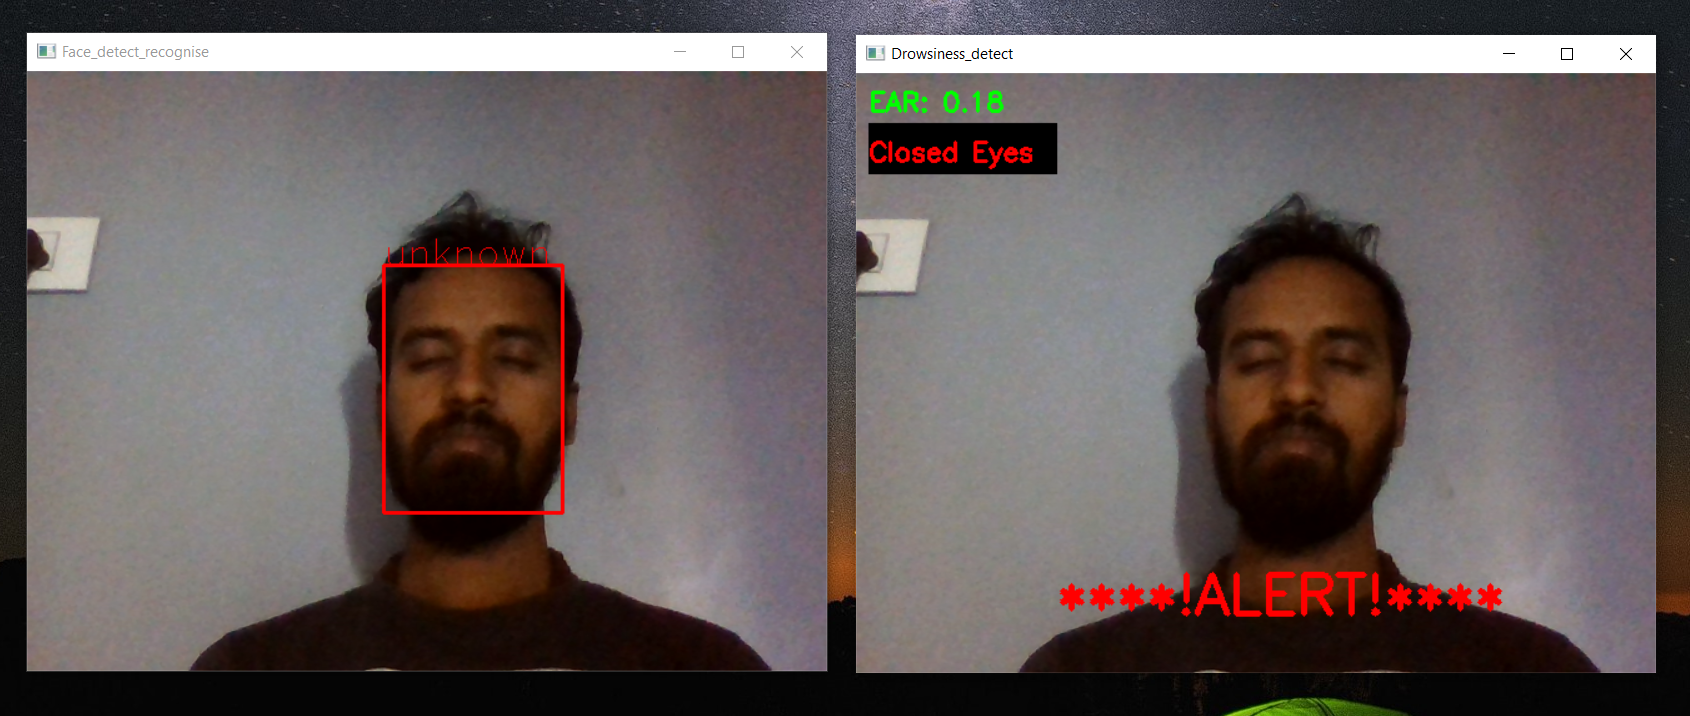 Face_detect_recognise
unknown
Drowsiness_detect
EAR: 0.18
Closed Eyes
****!ALERT!****